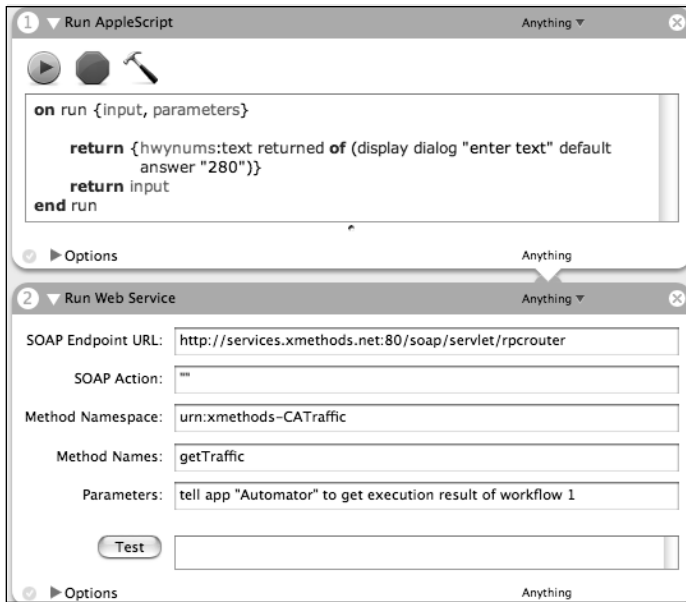 1 Run AppleScript Anything
on run {input, parameters}
return {hwynums:text returned of (display dialog "enter text" default
answer "280")}
return input
end run
Options Anything
2 Run Web Service Anything
SOAP Endpoint URL: http://services.xmethods.net:80/soap/servlet/rpcrouter
SOAP Action: ""
Method Namespace: urn:xmethods-CATraffic
Method Names: getTraffic
Parameters: tell app "Automator" to get execution result of workflow 1
Test
Options Anything